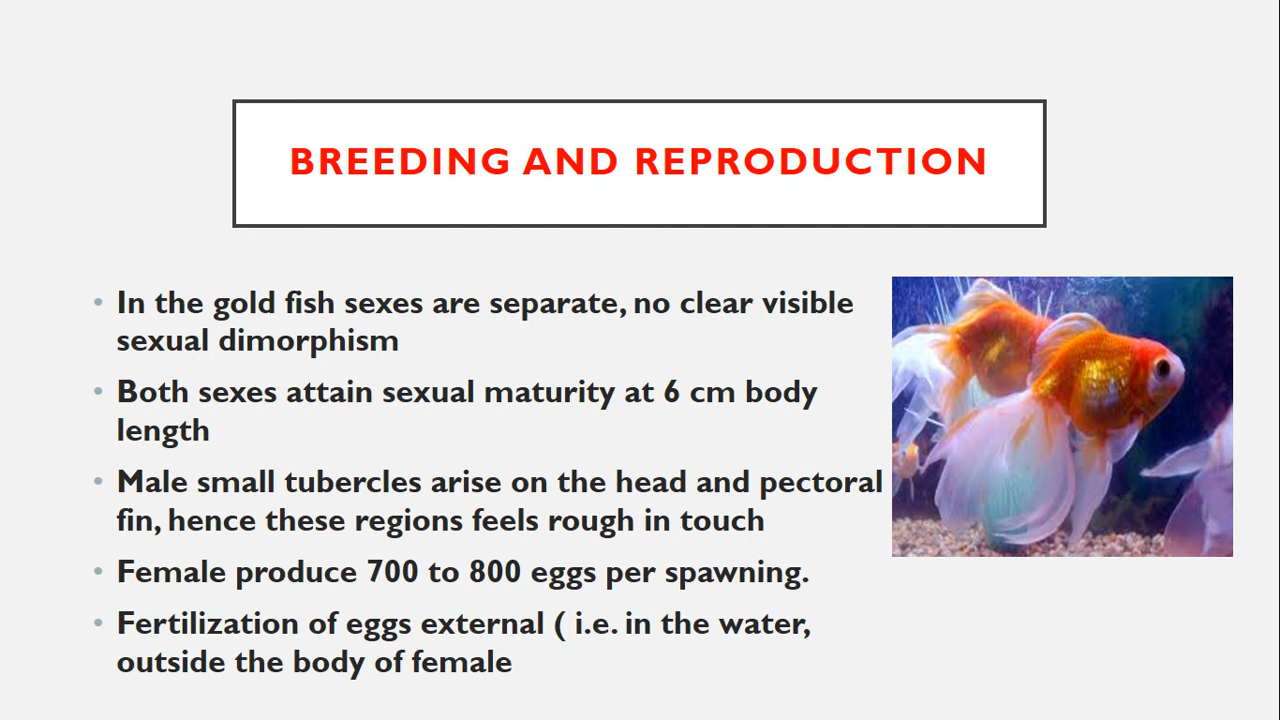 BREEDING AND REPRODUCTION
• In the gold fish sexes are separate, no clear visible
sexual dimorphism
• Both sexes attain sexual maturity at 6 cm body
length
• Male small tubercles arise on the head and pectoral
fin, hence these regions feels rough in touch
• Female produce 700 to 800 eggs per spawning.
• Fertilization of eggs external ( i.e. in the water,
outside the body of female